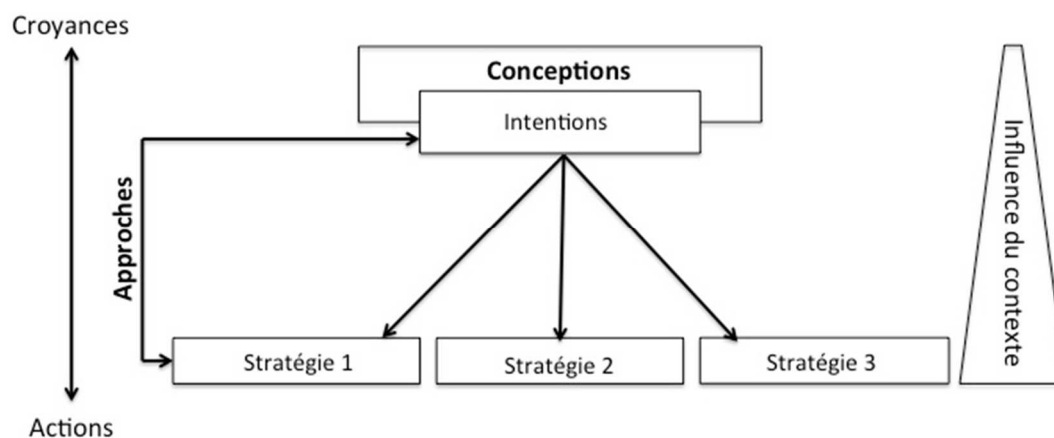 Croyances
Conceptions
Intentions
Approches
Influence du contexte
Stratégie 1
Stratégie 2
Stratégie 3
Actions